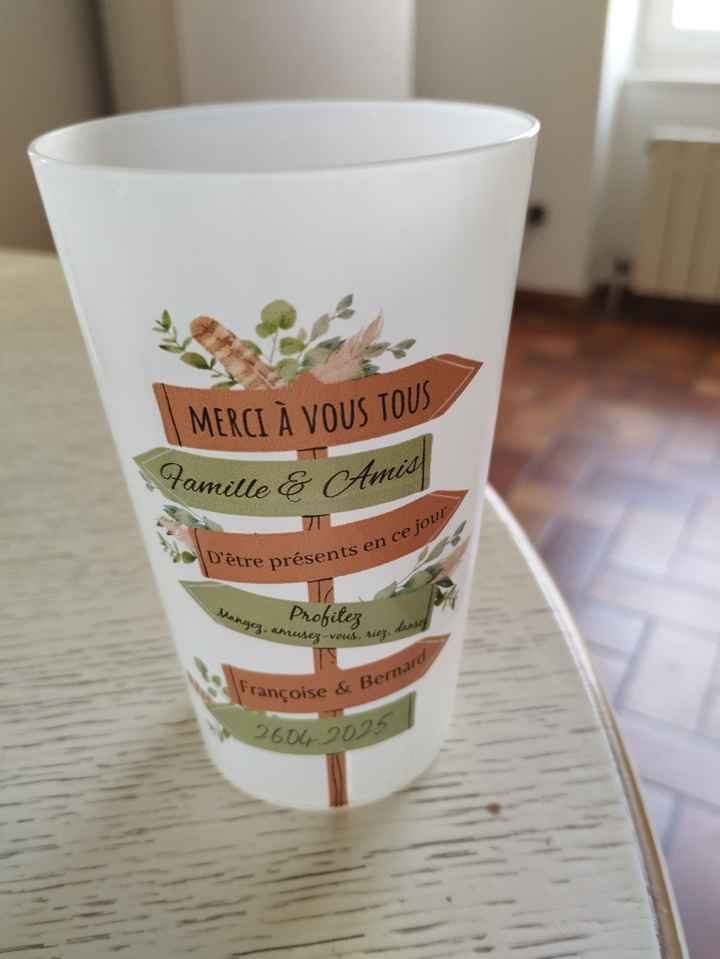 MERCI À VOUS TOUS
Famille & Amis
D'être présents en ce jour
Profitez
Mangez, amusez-vous, riez, dansez
Françoise & Bernard
26.04.2025